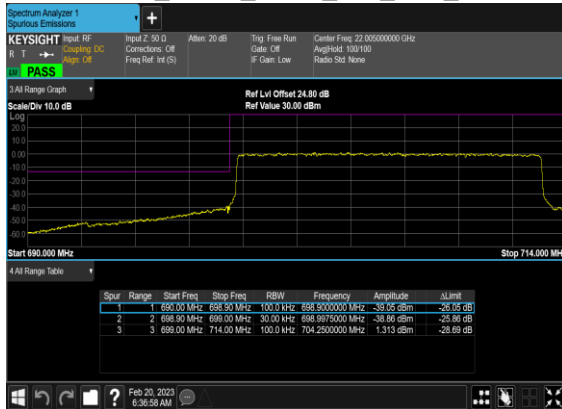 Spectrum Analyzer 1
Spurious Emissions
KEYSIGHT Input: RF Input Z: 50 Ω Atten: 20 dB Trig: Free Run Center Freq: 22.005000000 GHz
R T Coupling: DC Corrections: Off Gate: Off Avg|Hold: 100/100
Align: Off Freq Ref: Int (S) IF Gain: Low Radio Std: None
PASS
3 All Range Graph
Ref Lvl Offset 24.80 dB
Scale/Div 10.0 dB Ref Value 30.00 dBm
Log
20.0
10.0
0.00
-10.0
-20.0
-30.0
-40.0
-50.0
-60.0
Start 690.000 MHz Stop 714.000 MH
4 All Range Table
Spur Range Start Freq Stop Freq RBW Frequency Amplitude ΔLimit
1 1 690.00 MHz 698.90 MHz 100.0 kHz 698.9000000 MHz -39.05 dBm -26.05 dB
2 2 698.90 MHz 699.00 MHz 30.00 kHz 698.9975000 MHz -38.86 dBm -25.86 dB
3 3 699.00 MHz 714.00 MHz 100.0 kHz 704.2500000 MHz 1.313 dBm -28.69 dB
? Feb 20, 2023
6:36:58 AM